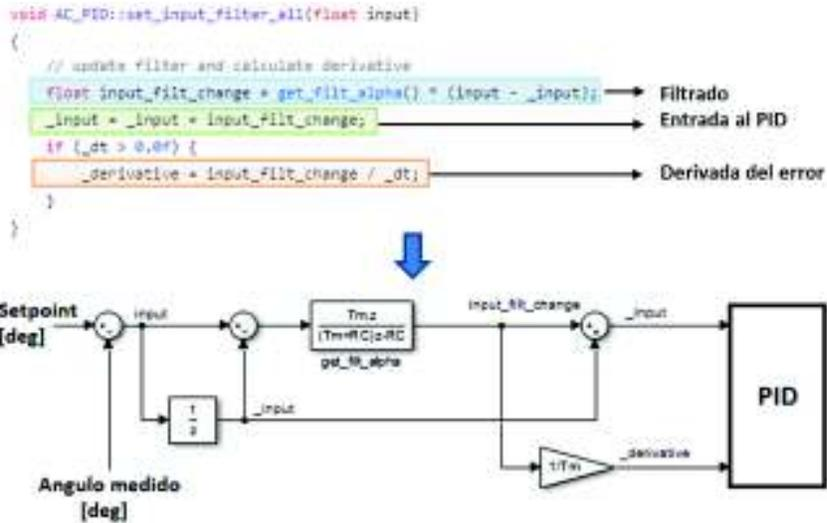 void AC_PID::set_input_filter_all(float input)
{
// update filter and calculate derivative
float input_filt_change = get_filt_alpha() * (input - _input);
Filtrado
_input = _input + input_filt_change;
Entrada al PID
if (_dt > 0.0f) {
_derivative = input_filt_change / _dt;
Derivada del error
}
}
Setpoint
[deg]
input
Tm.z
(Tm+RC)z-RC
get_filt_alpha
input_filt_change
_input
1
z
_input
PID
1/Tm
_derivative
Angulo medido
[deg]